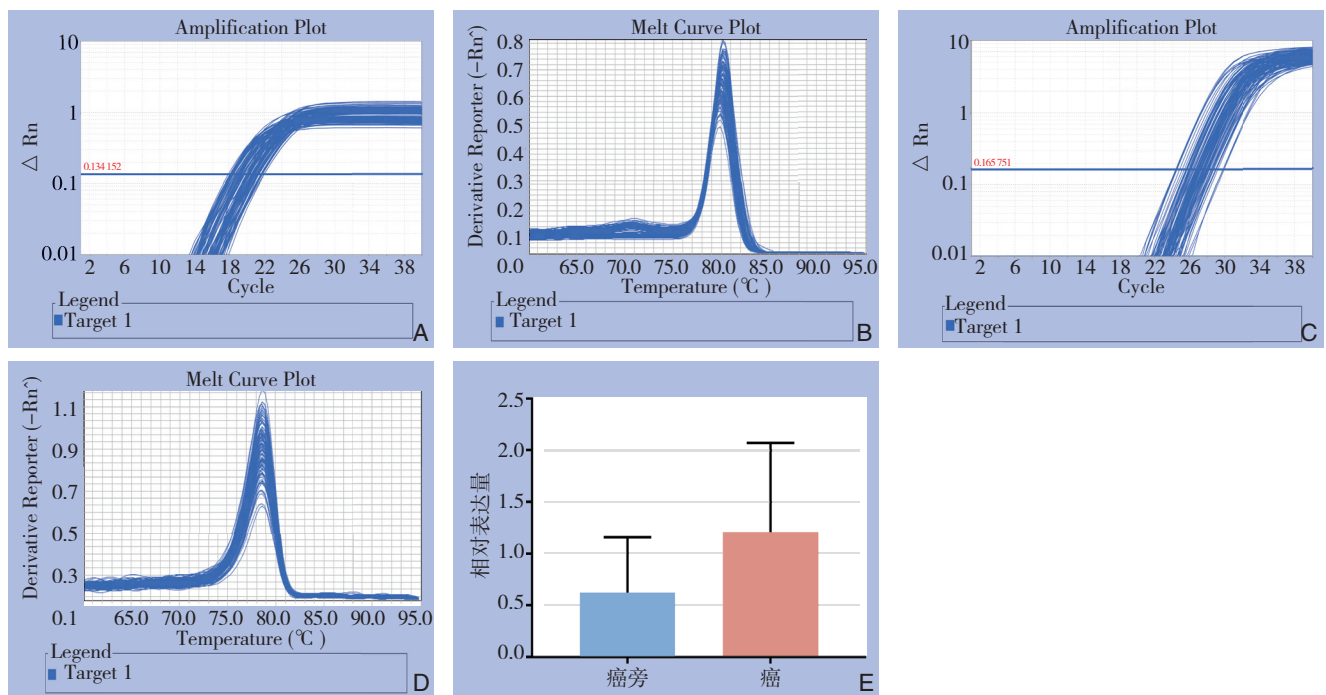 Amplification Plot
10
1
0.1
0.01
△ Rn
0.134 152
2 6 10 14 18 22 26 30 34 38
Cycle
Legend
Target 1
A
Melt Curve Plot
0.8
0.7
0.6
0.5
0.4
0.3
0.2
0.1
0.0
Derivative Reporter (−Rn^)
65.0 70.0 75.0 80.0 85.0 90.0 95.0
Temperature (℃)
Legend
Target 1
B
Amplification Plot
10
1
0.1
0.01
△ Rn
0.165 751
2 6 10 14 18 22 26 30 34 38
Cycle
Legend
Target 1
C
Melt Curve Plot
1.1
0.9
0.7
0.5
0.3
0.1
Derivative Reporter (−Rn^)
65.0 70.0 75.0 80.0 85.0 90.0 95.0
Temperature (℃)
Legend
Target 1
D
2.5
2.0
1.5
1.0
0.5
0.0
相对表达量
癌旁 癌
E